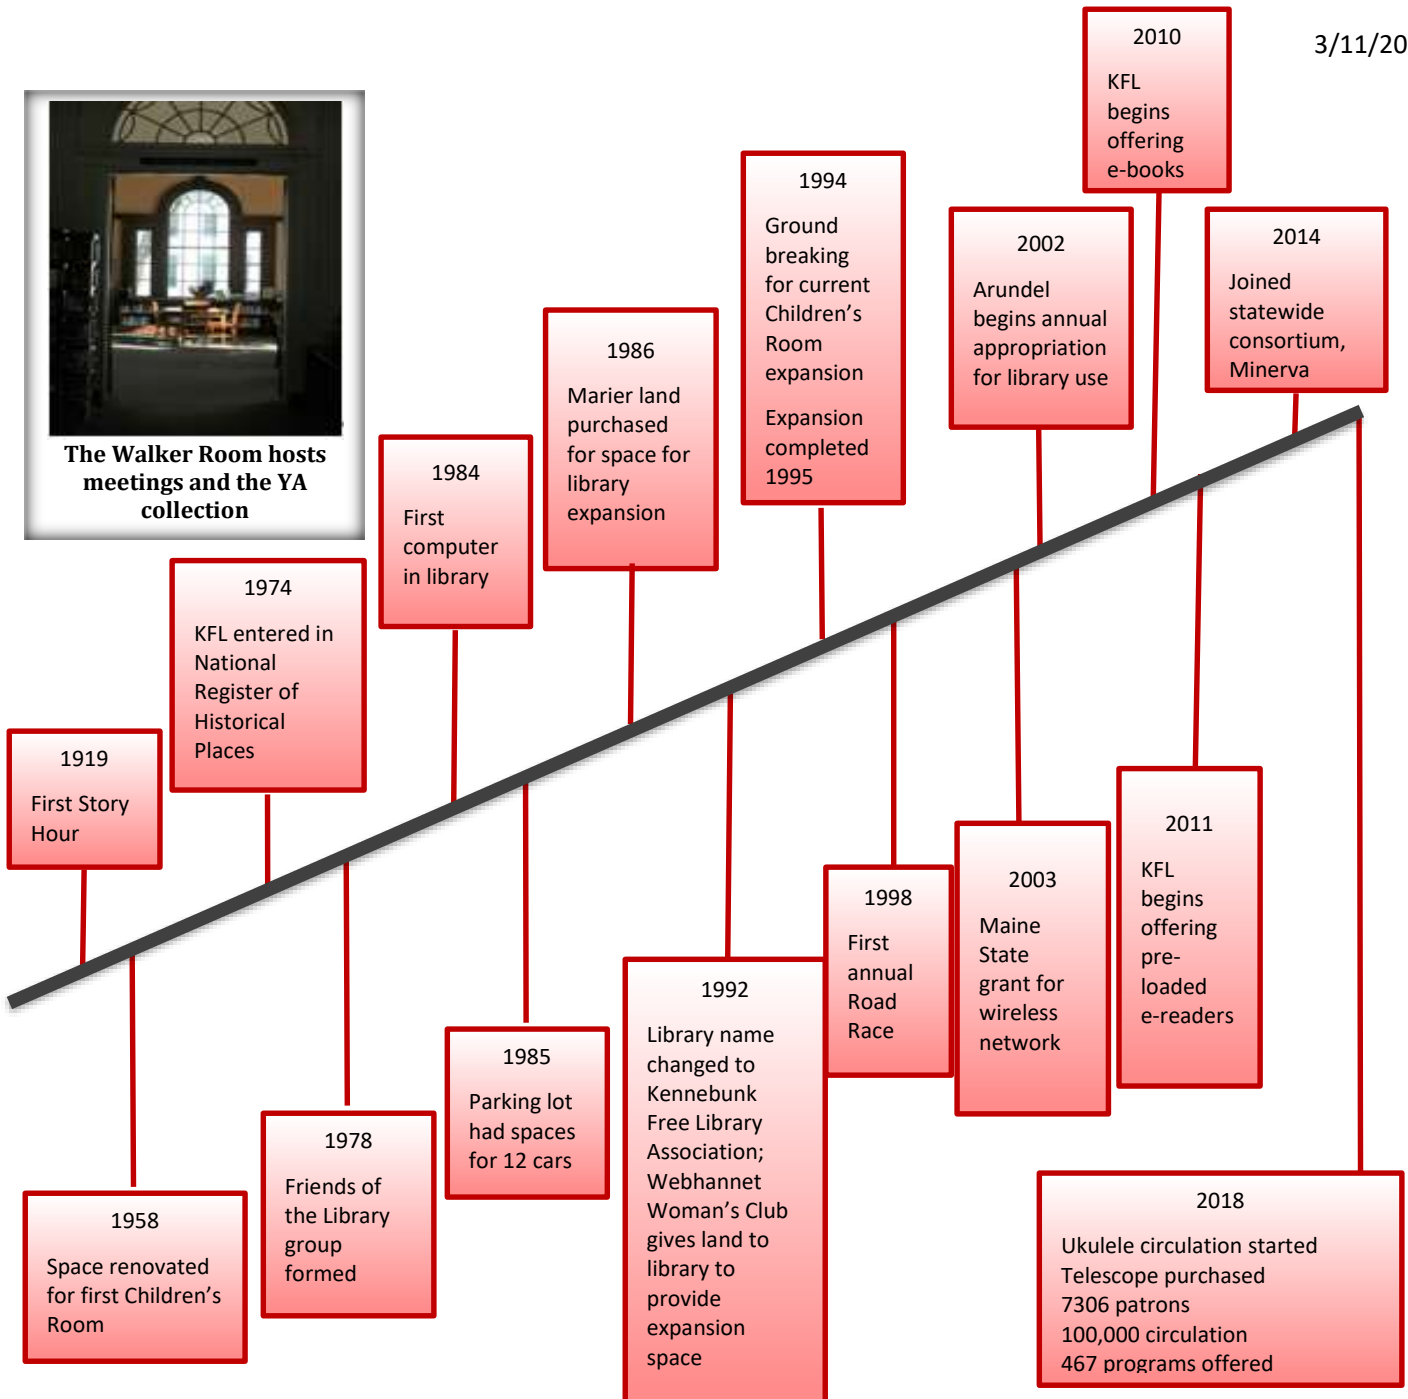 3/11/20
The Walker Room hosts
meetings and the YA
collection
1919
First Story
Hour
1958
Space renovated
for first Children’s
Room
1974
KFL entered in
National
Register of
Historical
Places
1978
Friends of
the Library
group
formed
1984
First
computer
in library
1985
Parking lot
had spaces
for 12 cars
1986
Marier land
purchased
for space for
library
expansion
1992
Library name
changed to
Kennebunk
Free Library
Association;
Webhannet
Woman’s Club
gives land to
library to
provide
expansion
space
1994
Ground
breaking
for current
Children’s
Room
expansion
Expansion
completed
1995
1998
First
annual
Road
Race
2002
Arundel
begins annual
appropriation
for library use
2003
Maine
State
grant for
wireless
network
2010
KFL
begins
offering
e-books
2011
KFL
begins
offering
pre-
loaded
e-readers
2014
Joined
statewide
consortium,
Minerva
2018
Ukulele circulation started
Telescope purchased
7306 patrons
100,000 circulation
467 programs offered